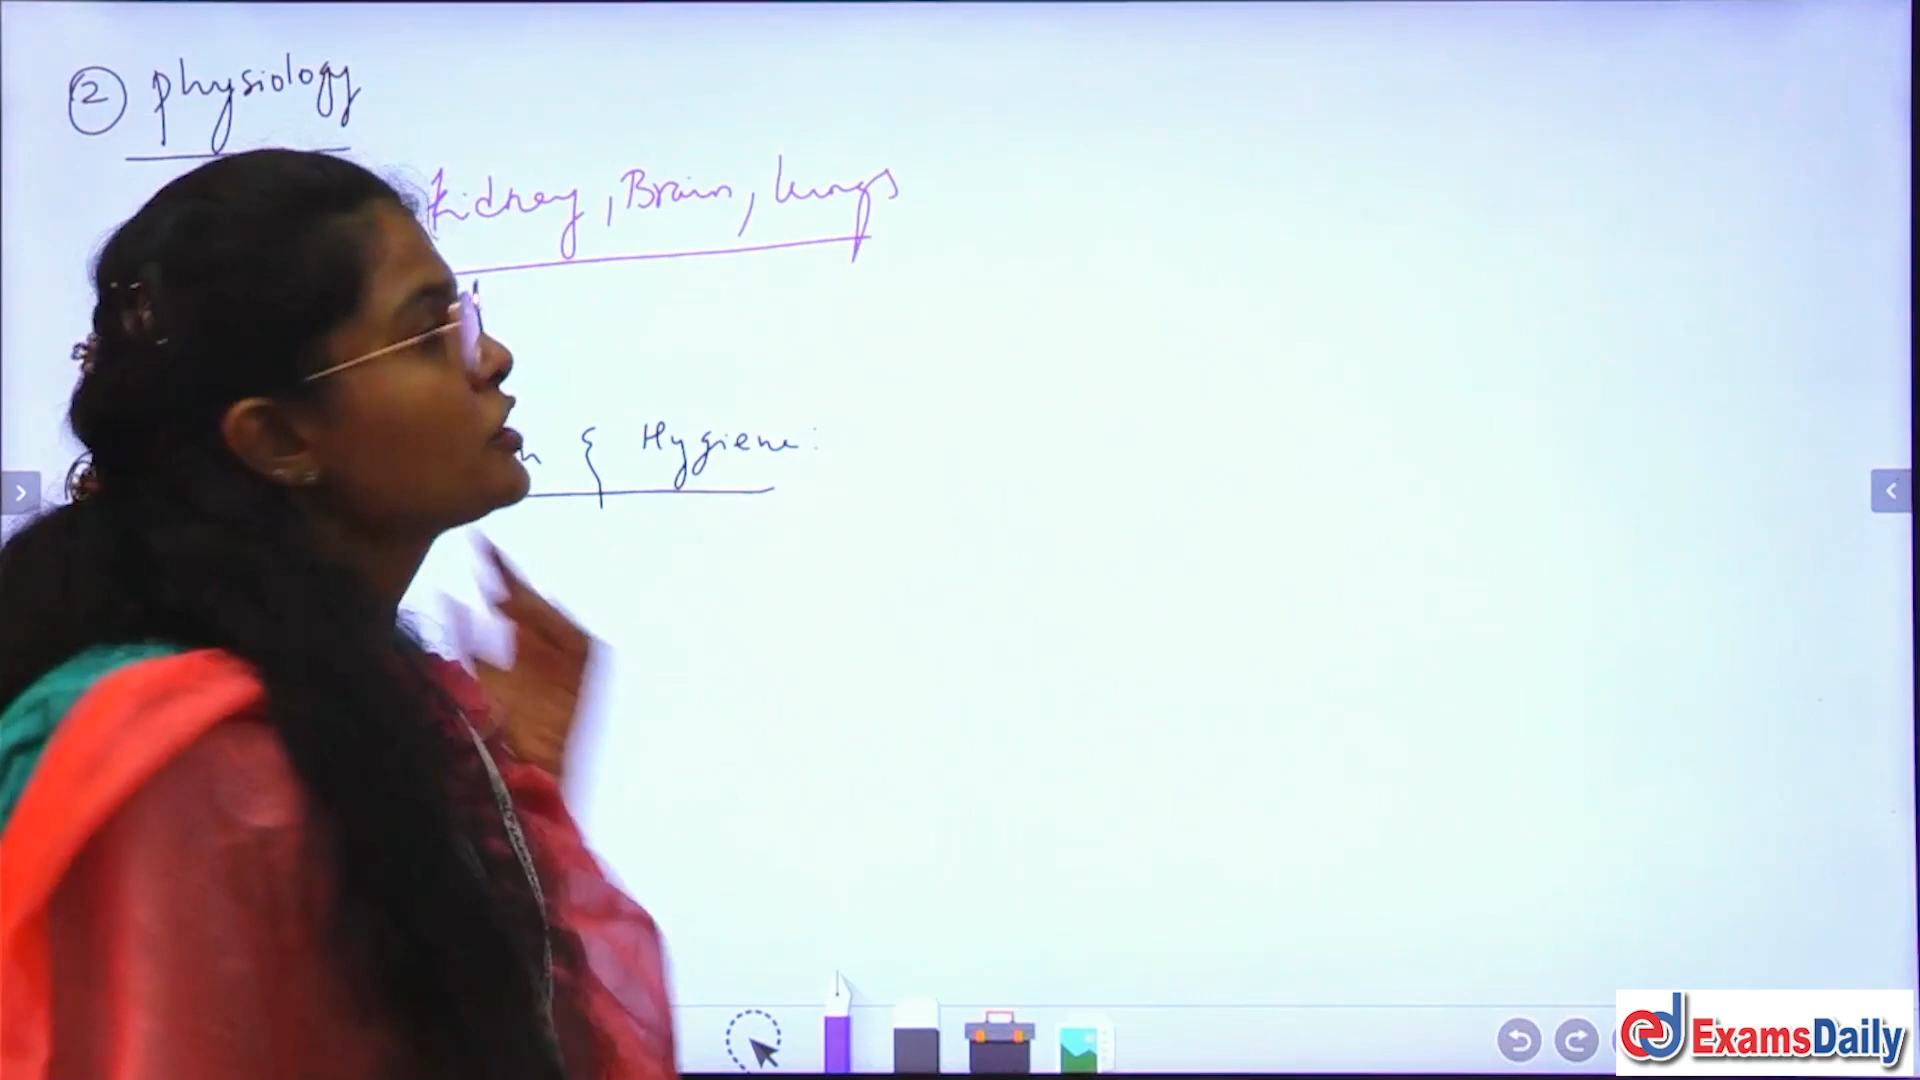 ② Physiology
kidney, Brain, lungs
& Hygiene:
ExamsDaily